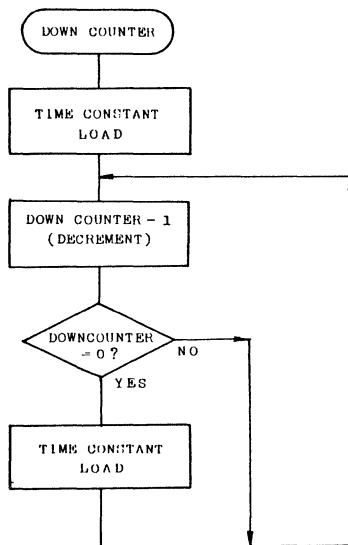 DOWN COUNTER
TIME CONSTANT
LOAD
DOWN COUNTER - 1
(DECREMENT)
DOWNCOUNTER
= 0 ?
NO
YES
TIME CONSTANT
LOAD